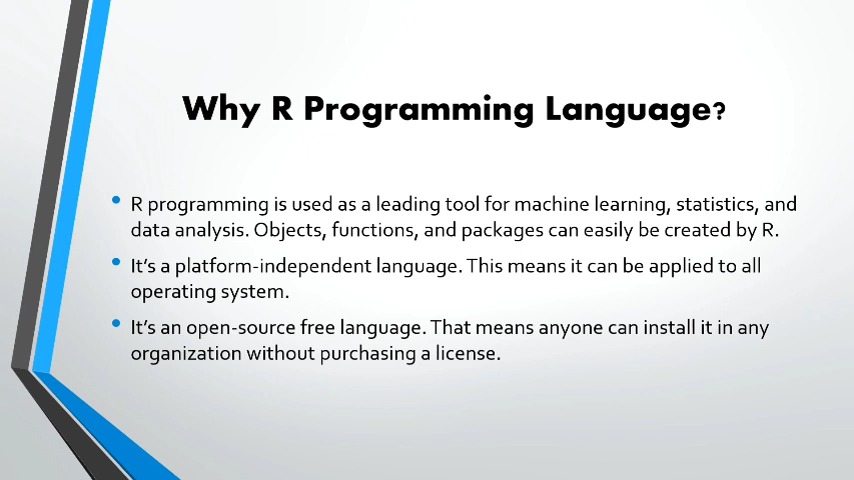 Why R Programming Language?
• R programming is used as a leading tool for machine learning, statistics, and
data analysis. Objects, functions, and packages can easily be created by R.
• It’s a platform-independent language. This means it can be applied to all
operating system.
• It’s an open-source free language. That means anyone can install it in any
organization without purchasing a license.